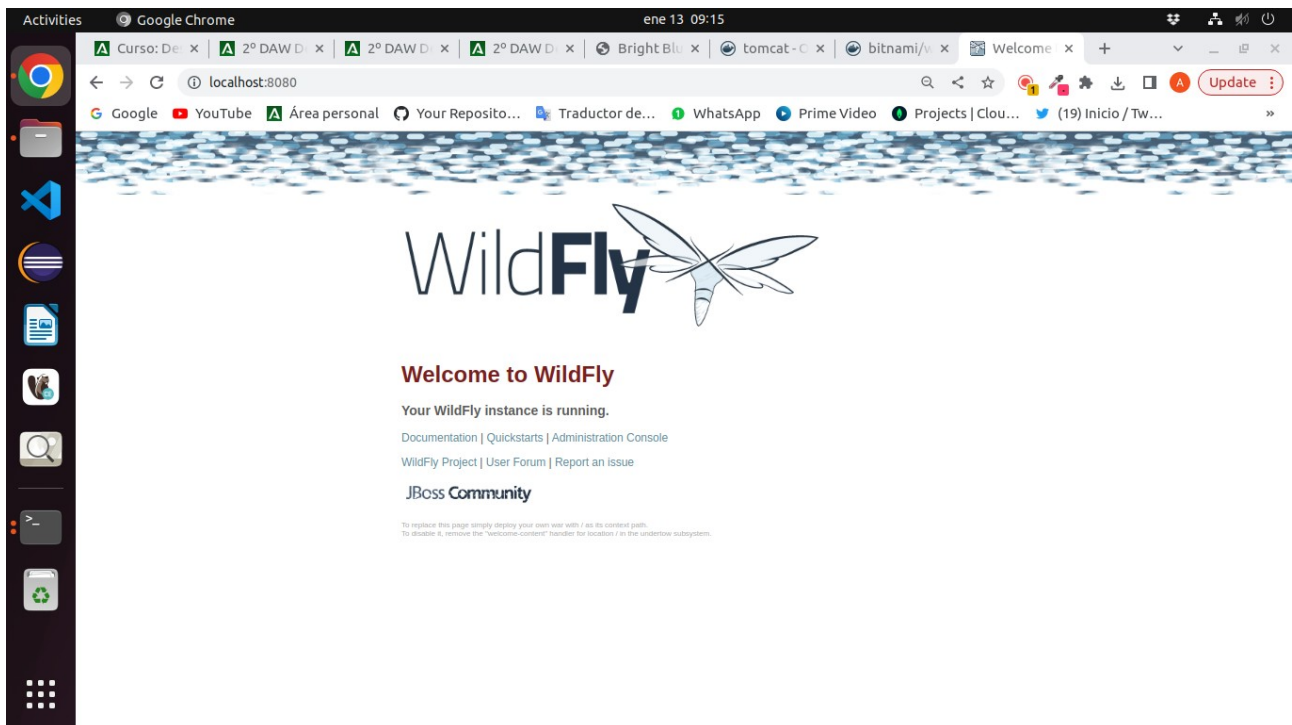 Activities Google Chrome ene 13 09:15
Curso: De 2º DAW D 2º DAW D 2º DAW D Bright Blu tomcat - C bitnami/w Welcome
localhost:8080 1 A Update
Google YouTube Área personal Your Reposito... Traductor de... WhatsApp Prime Video Projects | Clou... (19) Inicio / Tw... »
WildFly
Welcome to WildFly
Your WildFly instance is running.
Documentation | Quickstarts | Administration Console
WildFly Project | User Forum | Report an issue
JBoss Community
To replace this page simply deploy your own war with / as its context path.
To disable it, remove the "welcome-content" handler for location / in the undertow subsystem.